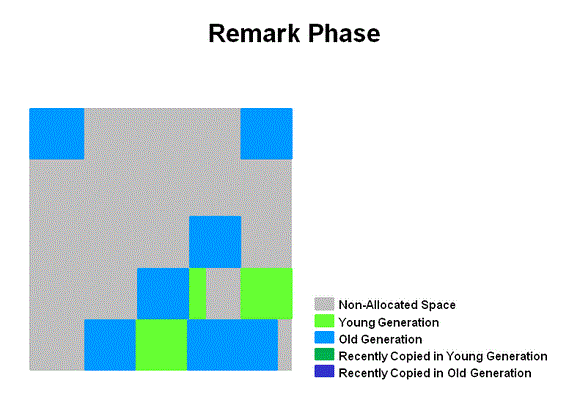 Remark Phase
Non-Allocated Space
Young Generation
Old Generation
Recently Copied in Young Generation
Recently Copied in Old Generation